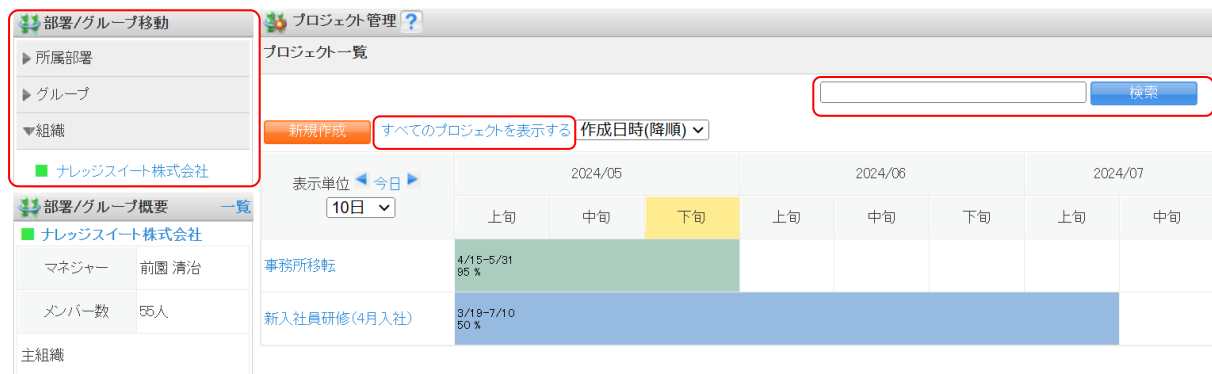 部署/グループ移動
▶所属部署
▶グループ
▼組織
ナレッジスイート株式会社
部署/グループ概要 一覧
ナレッジスイート株式会社
マネジャー 前園 清治
メンバー数 55人
主組織
プロジェクト管理 ?
プロジェクト一覧
検索
新規作成 すべてのプロジェクトを表示する 作成日時(降順)
表示単位 今日
10日
2024/05 2024/06 2024/07
上旬 中旬 下旬 上旬 中旬 下旬 上旬 中旬
事務所移転
4/15-5/31
95 %
新入社員研修(4月入社)
3/19-7/10
50 %